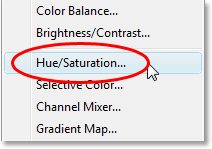 Color Balance...
Brightness/Contrast...
Hue/Saturation...
Selective Color...
Channel Mixer...
Gradient Map...